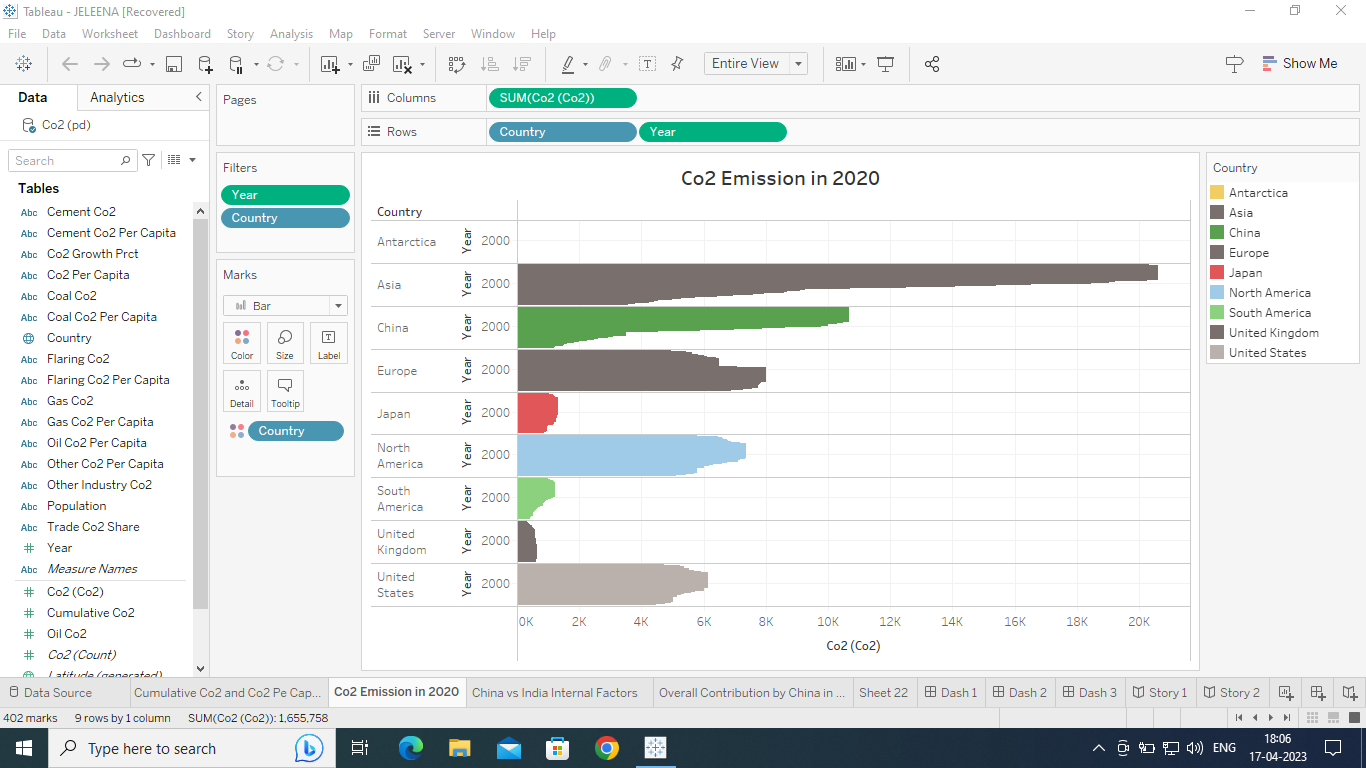 Tableau - JELEENA [Recovered]
File Data Worksheet Dashboard Story Analysis Map Format Server Window Help
Entire View
Show Me
Data Analytics
Co2 (pd)
Search
Tables
Abc Cement Co2
Abc Cement Co2 Per Capita
Abc Co2 Growth Prct
Abc Co2 Per Capita
Abc Coal Co2
Abc Coal Co2 Per Capita
Country
Abc Flaring Co2
Abc Flaring Co2 Per Capita
Abc Gas Co2
Abc Gas Co2 Per Capita
Abc Oil Co2 Per Capita
Abc Other Co2 Per Capita
Abc Other Industry Co2
Abc Population
Abc Trade Co2 Share
# Year
Abc Measure Names
# Co2 (Co2)
# Cumulative Co2
# Oil Co2
# Co2 (Count)
Latitude (generated)
Pages
Filters
Year
Country
Marks
Bar
Color Size Label
Detail Tooltip
Country
Columns SUM(Co2 (Co2))
Rows Country Year
Co2 Emission in 2020
Country
Antarctica Year 2000
Asia Year 2000
China Year 2000
Europe Year 2000
Japan Year 2000
North America Year 2000
South America Year 2000
United Kingdom Year 2000
United States Year 2000
0K 2K 4K 6K 8K 10K 12K 14K 16K 18K 20K
Co2 (Co2)
Country
Antarctica
Asia
China
Europe
Japan
North America
South America
United Kingdom
United States
Data Source Cumulative Co2 and Co2 Pe Cap... Co2 Emission in 2020 China vs India Internal Factors Overall Contribution by China in ... Sheet 22 Dash 1 Dash 2 Dash 3 Story 1 Story 2
402 marks 9 rows by 1 column SUM(Co2 (Co2)): 1,655,758
Type here to search
ENG
18:06
17-04-2023